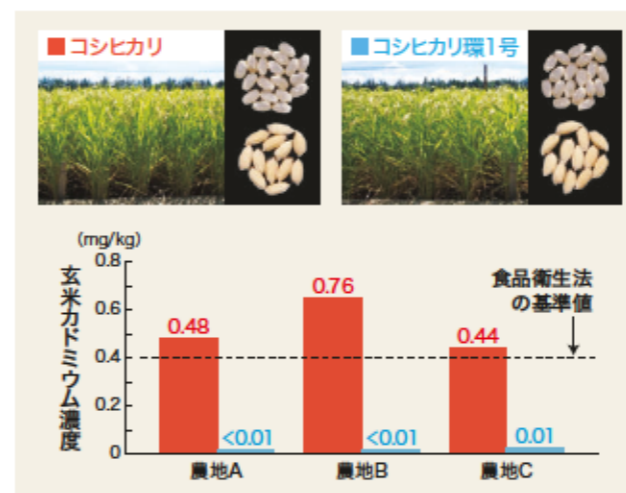 ■コシヒカリ
■コシヒカリ環1号
(mg/kg)
玄米カドミウム濃度
0.8
0.6
0.4
0.2
0
食品衛生法
の基準値
0.48
<0.01
0.76
<0.01
0.44
0.01
農地A
農地B
農地C